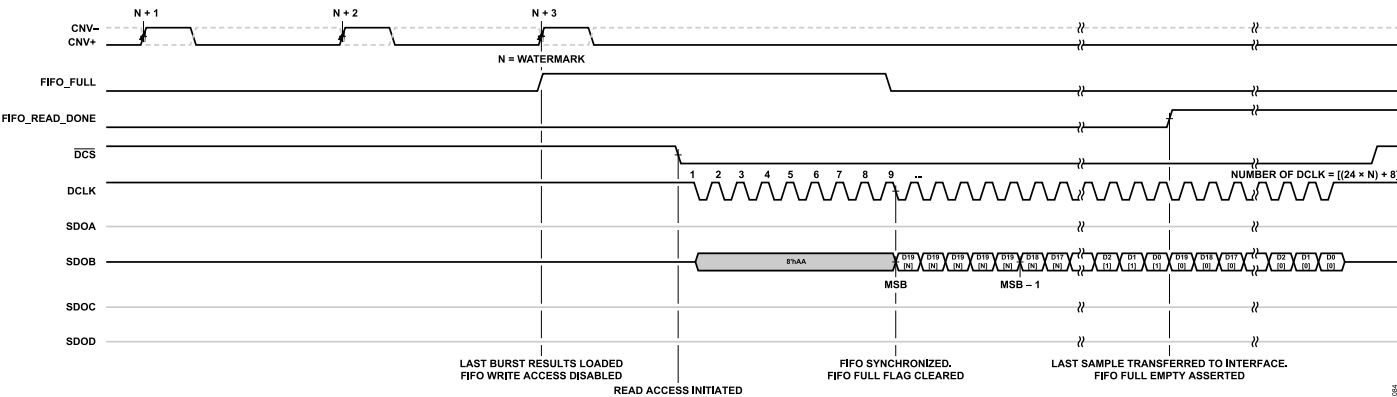 N + 1 N + 2 N + 3
CNV–
CNV+
N = WATERMARK
FIFO_FULL
FIFO_READ_DONE
DCS
1 2 3 4 5 6 7 8 9 ... NUMBER OF DCLK = [(24 × N) + 8]
DCLK
SDOA
SDOB 8'hAA D19 [N] D19 [N] D19 [N] D19 [N] D19 [N] D18 [N] D17 [N] D2 [1] D1 [1] D0 [1] D19 [0] D18 [0] D17 [0] D2 [0] D1 [0] D0 [0]
MSB MSB – 1
SDOC
SDOD
LAST BURST RESULTS LOADED
FIFO WRITE ACCESS DISABLED
READ ACCESS INITIATED
FIFO SYNCHRONIZED.
FIFO FULL FLAG CLEARED
LAST SAMPLE TRANSFERRED TO INTERFACE.
FIFO FULL EMPTY ASSERTED
084